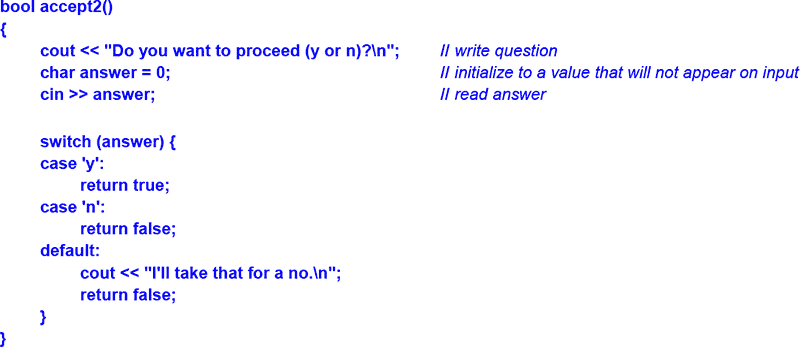 bool accept2()
{
cout << "Do you want to proceed (y or n)?\n"; // write question
char answer = 0; // initialize to a value that will not appear on input
cin >> answer; // read answer
switch (answer) {
case 'y':
return true;
case 'n':
return false;
default:
cout << "I'll take that for a no.\n";
return false;
}
}